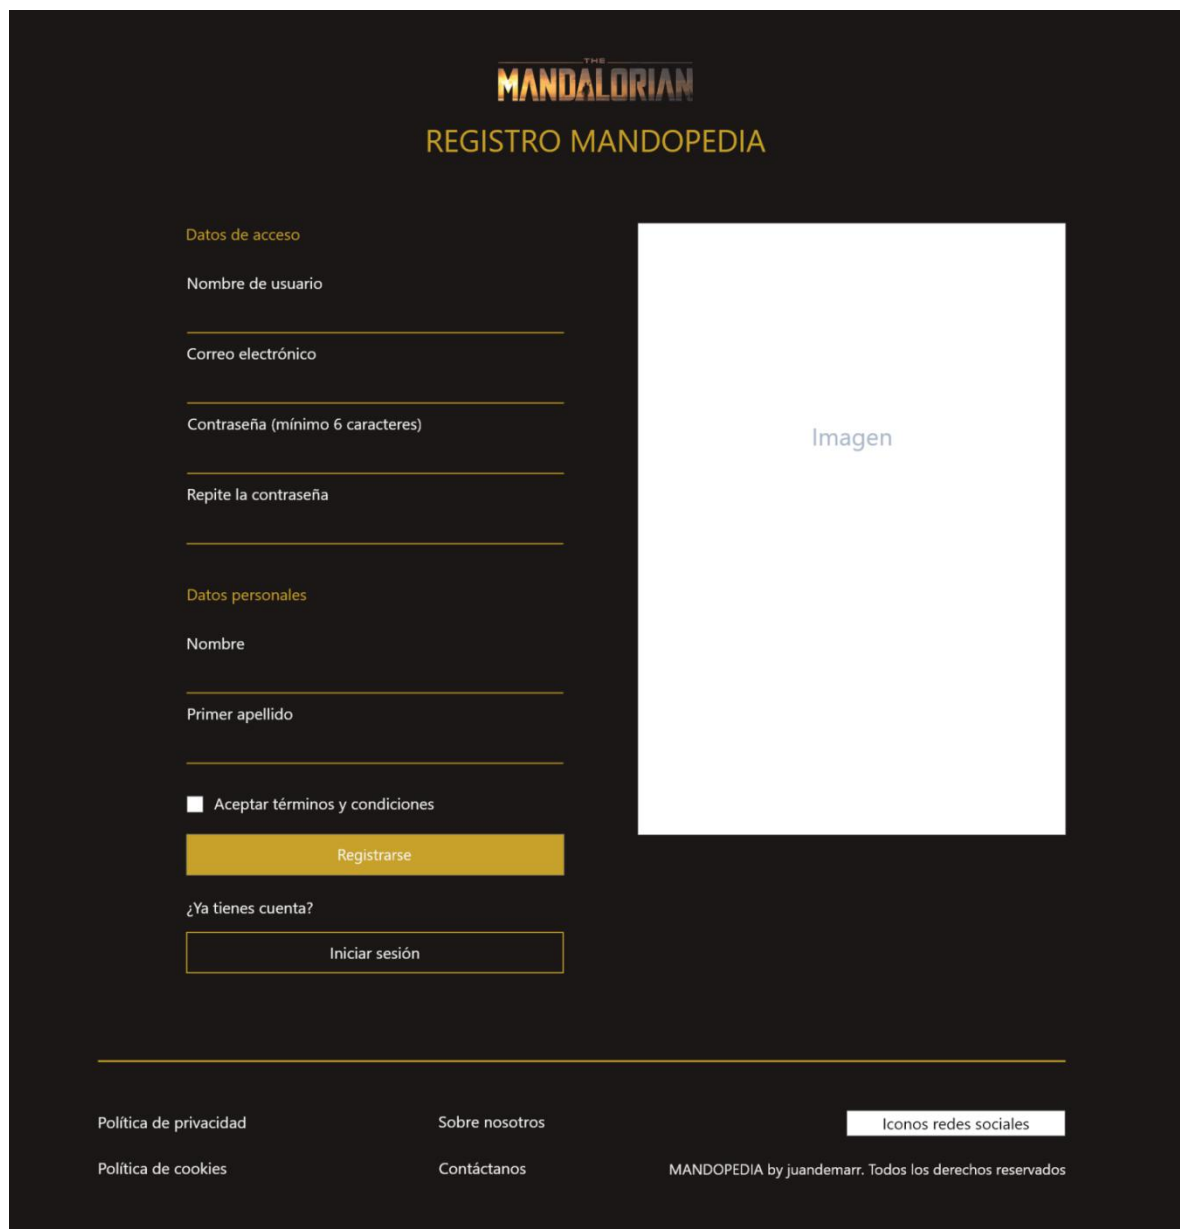 THE
MANDALORIAN
REGISTRO MANDOPEDIA
Datos de acceso
Nombre de usuario
Correo electrónico
Contraseña (mínimo 6 caracteres)
Repite la contraseña
Datos personales
Nombre
Primer apellido
Aceptar términos y condiciones
Registrarse
¿Ya tienes cuenta?
Iniciar sesión
Imagen
Política de privacidad
Política de cookies
Sobre nosotros
Contáctanos
Iconos redes sociales
MANDOPEDIA by juandemarr. Todos los derechos reservados